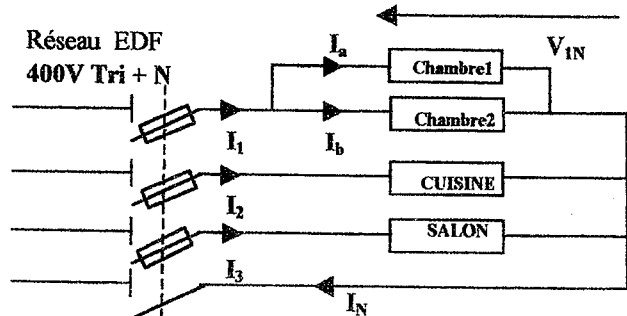 Réseau EDF
400V Tri + N
Ia
Chambre1
V1N
I1
Ib
Chambre2
I2
CUISINE
I3
SALON
IN